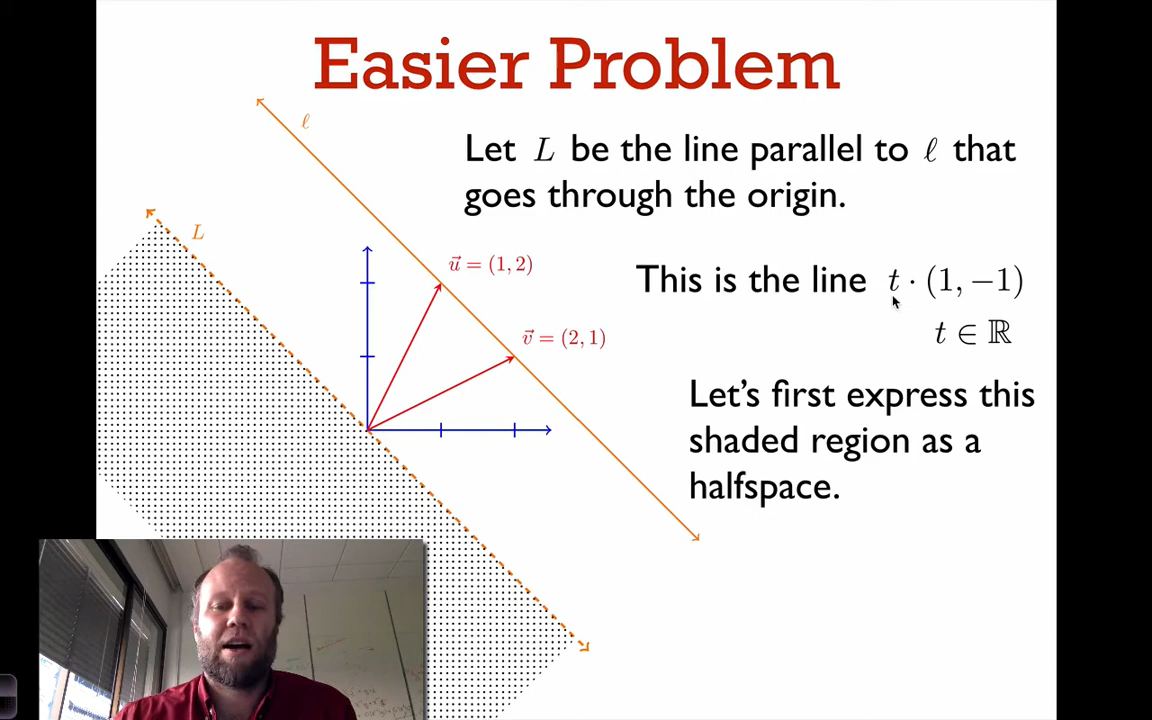 Easier Problem
ℓ
Let L be the line parallel to ℓ that
goes through the origin.
L
u⃗ = (1, 2)
This is the line t · (1, −1)
t ∈ ℝ
v⃗ = (2, 1)
Let's first express this
shaded region as a
halfspace.